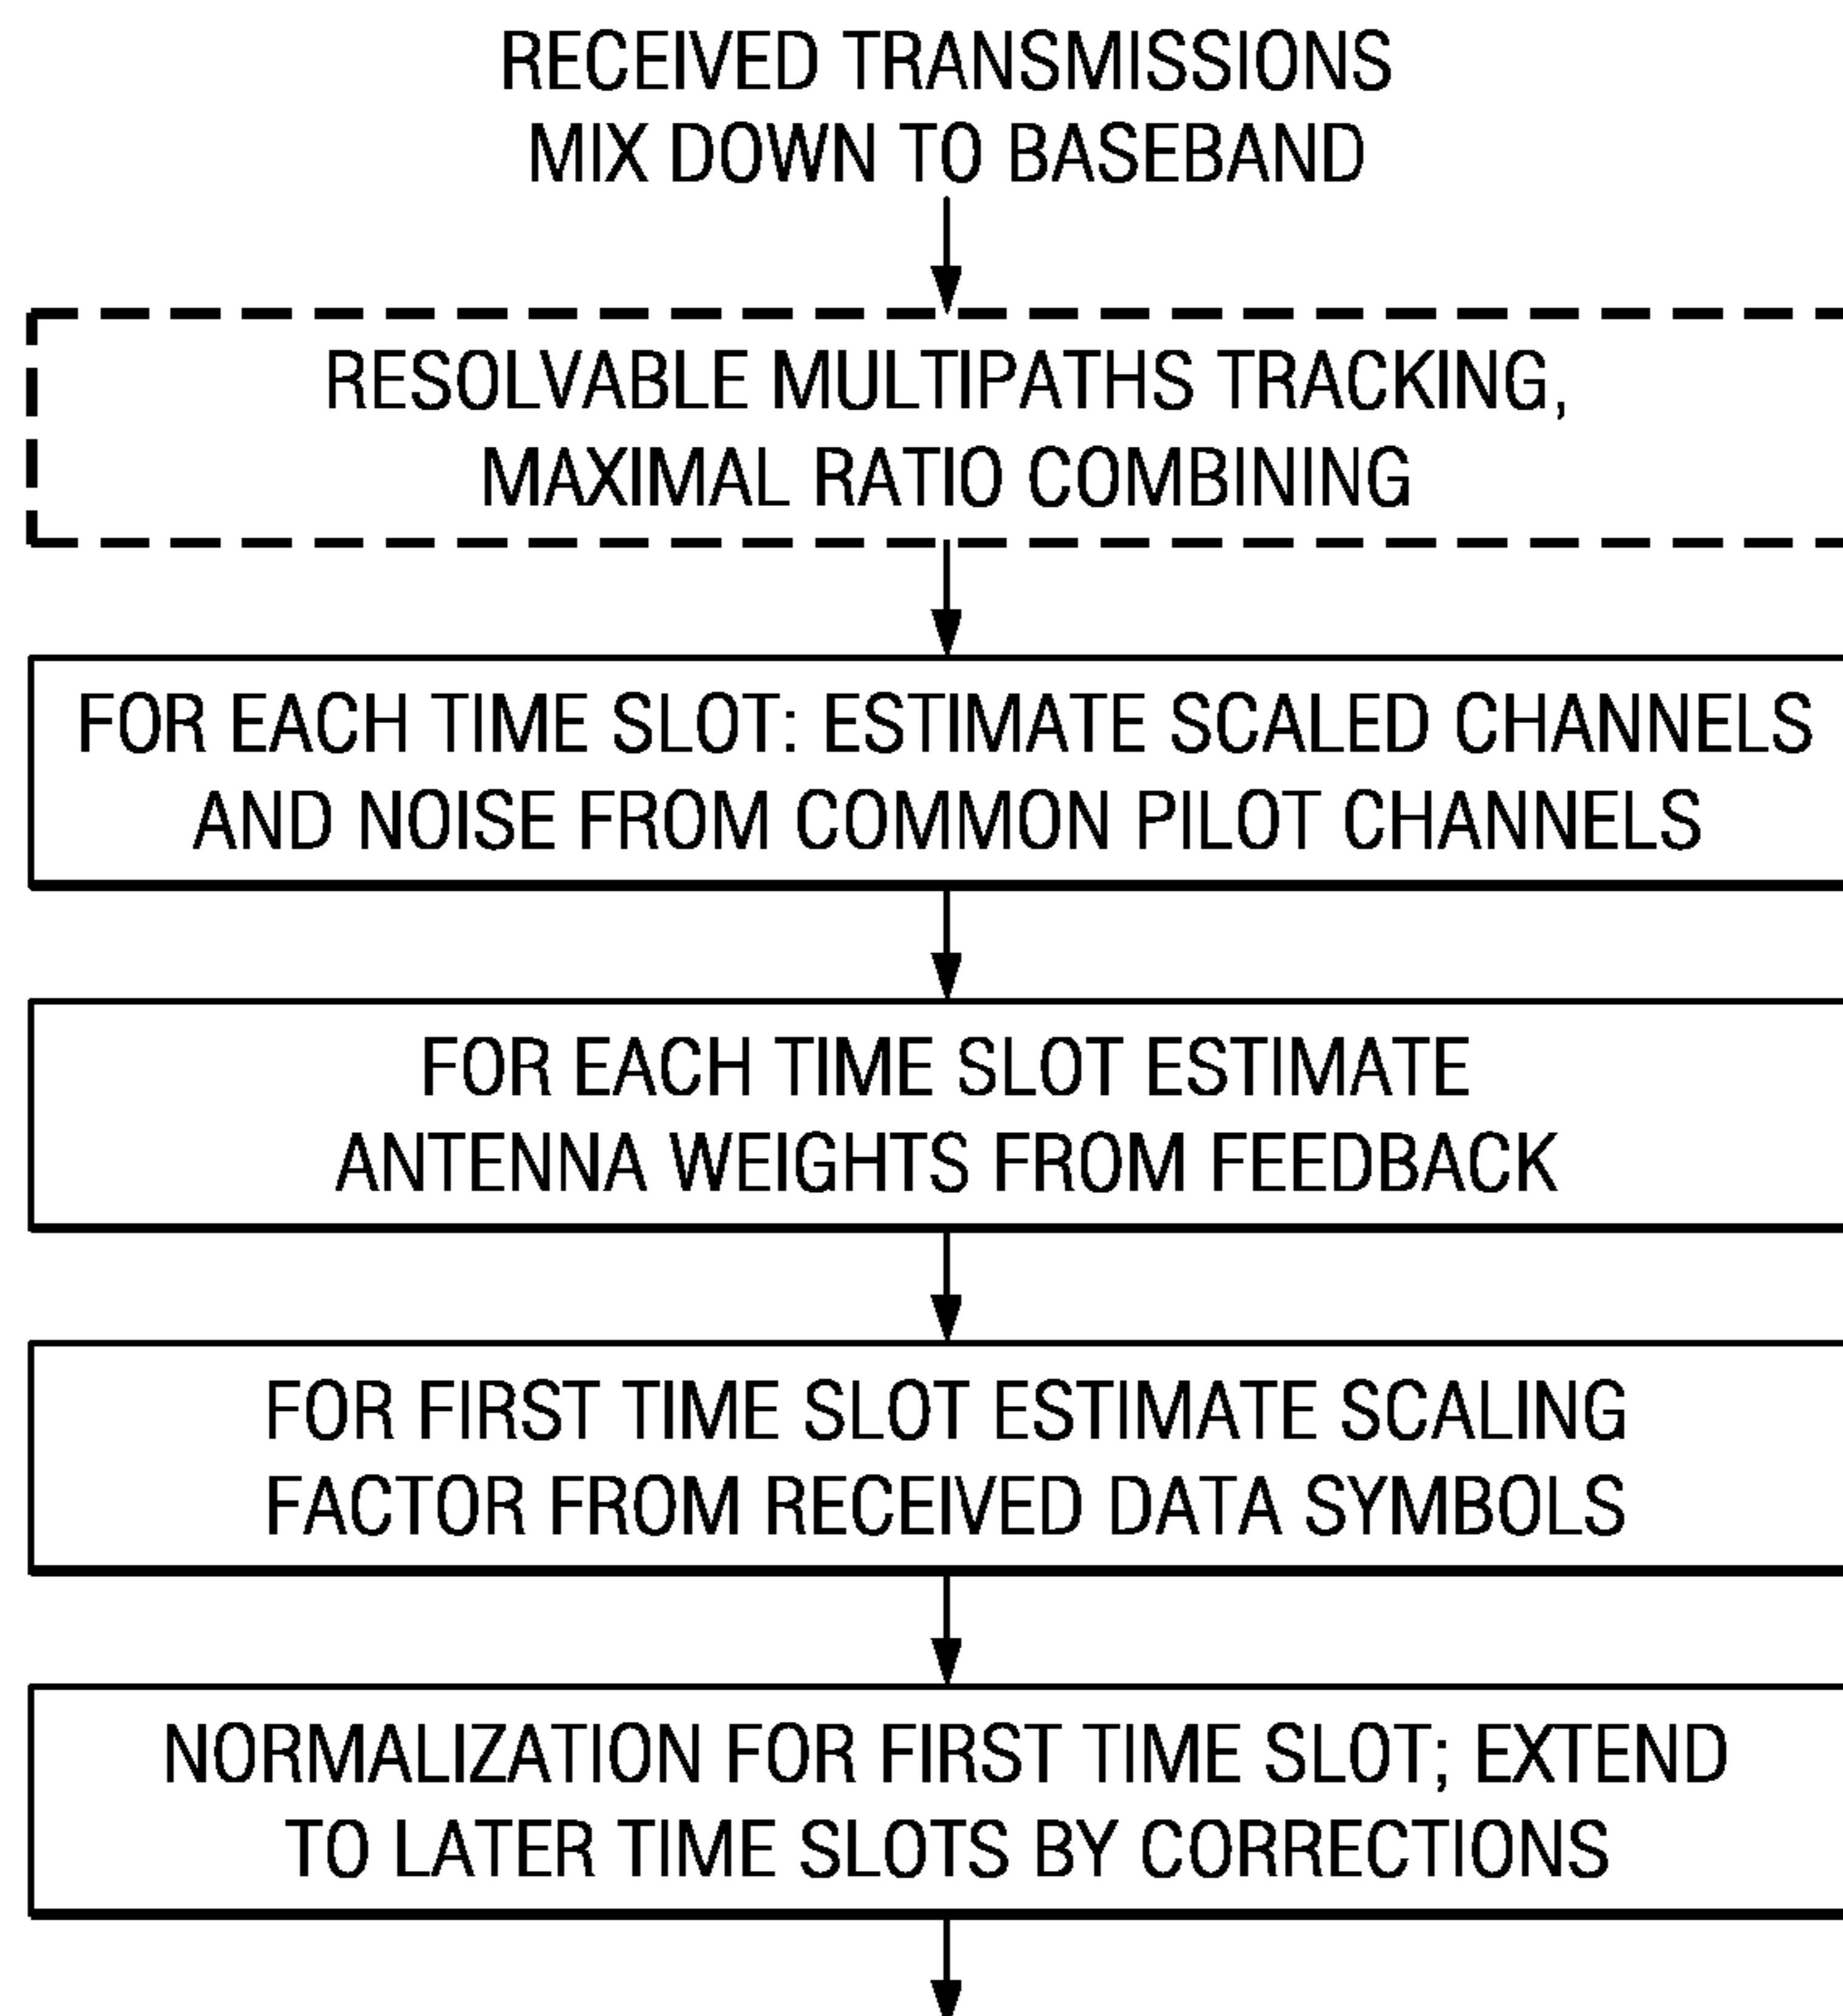 RECEIVED TRANSMISSIONS
MIX DOWN TO BASEBAND
RESOLVABLE MULTIPATHS TRACKING,
MAXIMAL RATIO COMBINING
FOR EACH TIME SLOT: ESTIMATE SCALED CHANNELS
AND NOISE FROM COMMON PILOT CHANNELS
FOR EACH TIME SLOT ESTIMATE
ANTENNA WEIGHTS FROM FEEDBACK
FOR FIRST TIME SLOT ESTIMATE SCALING
FACTOR FROM RECEIVED DATA SYMBOLS
NORMALIZATION FOR FIRST TIME SLOT; EXTEND
TO LATER TIME SLOTS BY CORRECTIONS